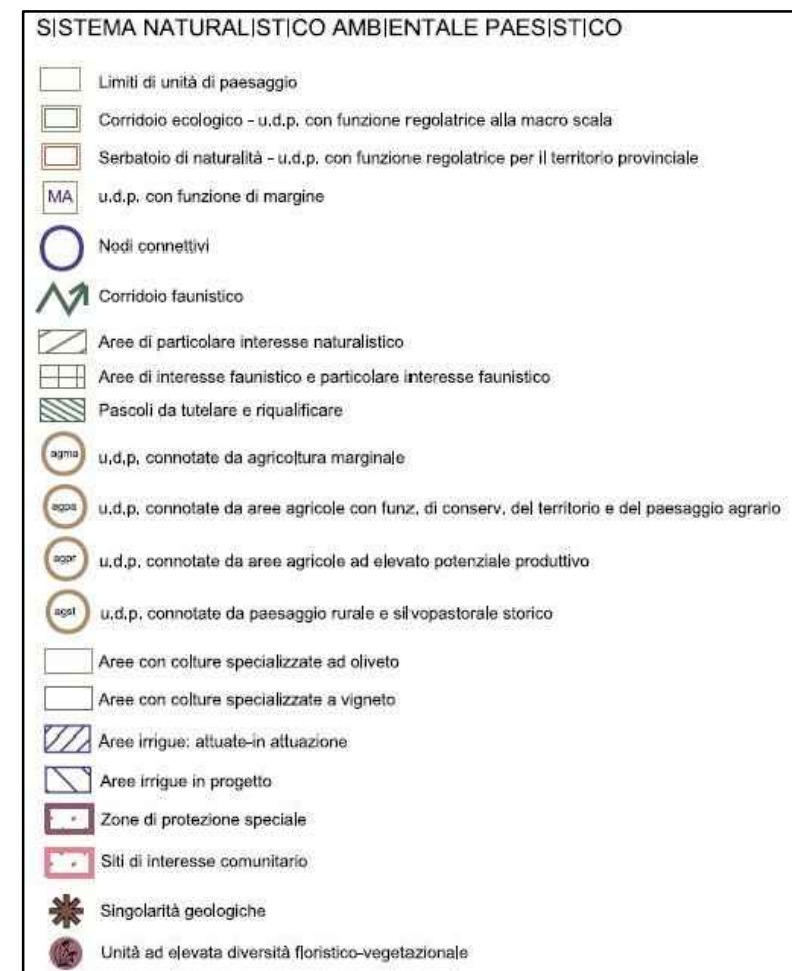 SISTEMA NATURALISTICO AMBIENTALE PAESISTICO
Limiti di unità di paesaggio
Corridoio ecologico - u.d.p. con funzione regolatrice alla macro scala
Serbatoio di naturalità - u.d.p. con funzione regolatrice per il territorio provinciale
MA u.d.p. con funzione di margine
Nodi connettivi
Corridoio faunistico
Aree di particolare interesse naturalistico
Aree di interesse faunistico e particolare interesse faunistico
Pascoli da tutelare e riqualificare
agma u.d.p. connotate da agricoltura marginale
agpa u.d.p. connotate da aree agricole con funz. di conserv. del territorio e del paesaggio agrario
agpr u.d.p. connotate da aree agricole ad elevato potenziale produttivo
agst u.d.p. connotate da paesaggio rurale e silvopastorale storico
Aree con colture specializzate ad oliveto
Aree con colture specializzate a vigneto
Aree irrigue: attuate-in attuazione
Aree irrigue in progetto
Zone di protezione speciale
Siti di interesse comunitario
Singolarità geologiche
Unità ad elevata diversità floristico-vegetazionale